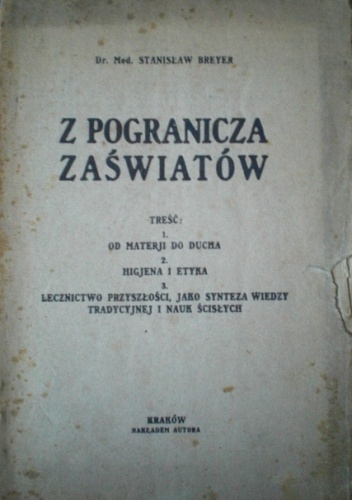 Dr. Med. STANISŁAW BREYER
Z POGRANICZA
ZAŚWIATÓW
TREŚĆ:
1.
OD MATERJI DO DUCHA
2.
HIGJENA I ETYKA
3.
LECZNICTWO PRZYSZŁOŚCI, JAKO SYNTEZA WIEDZY
TRADYCYJNEJ I NAUK ŚCISŁYCH
KRAKÓW
NAKŁADEM AUTORA